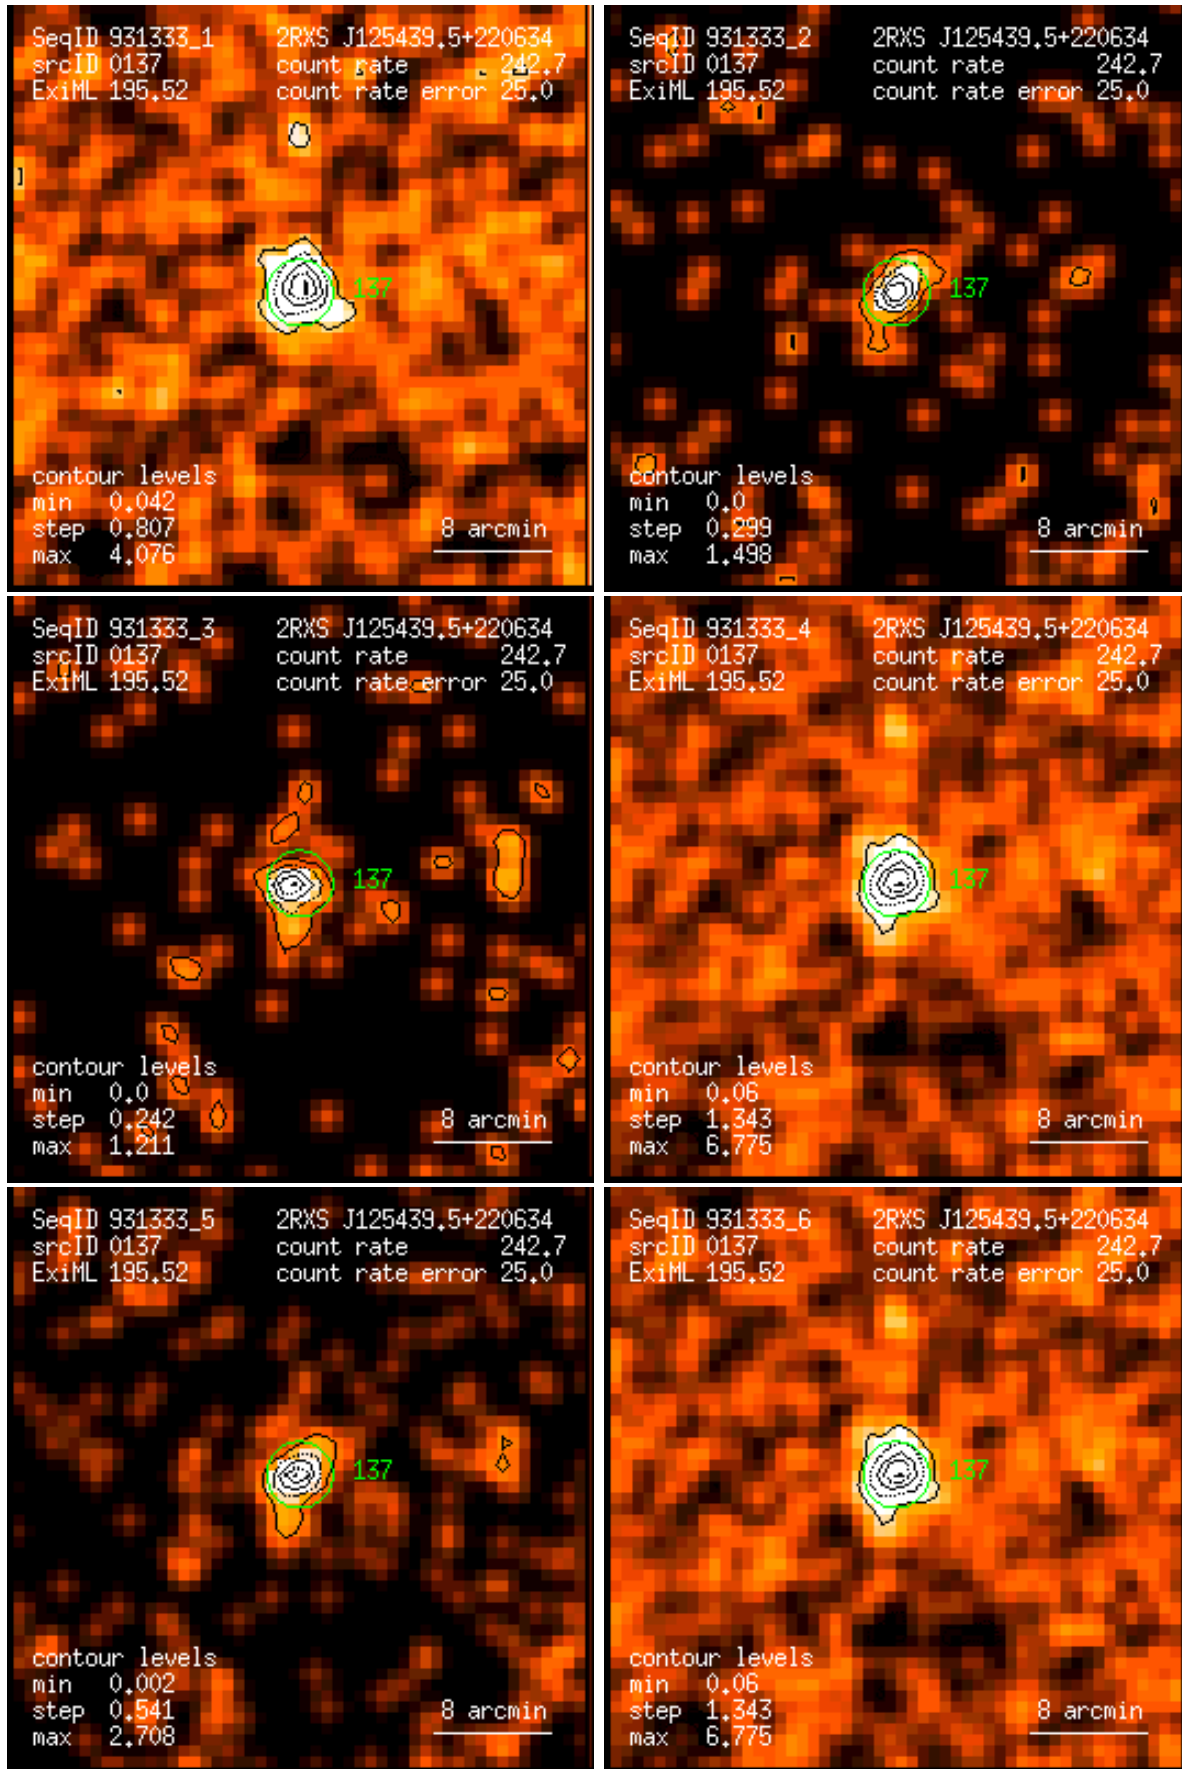 SeqID 931333_1 2RXS J125439.5+220634
srcID 0137 count rate 242.7
ExiML 195.52 count rate error 25.0
137
contour levels
min 0.042
step 0.807 8 arcmin
max 4.076
SeqID 931333_2 2RXS J125439.5+220634
srcID 0137 count rate 242.7
ExiML 195.52 count rate error 25.0
137
contour levels
min 0.0
step 0.299 8 arcmin
max 1.498
SeqID 931333_3 2RXS J125439.5+220634
srcID 0137 count rate 242.7
ExiML 195.52 count rate error 25.0
137
contour levels
min 0.0
step 0.242 8 arcmin
max 1.211
SeqID 931333_4 2RXS J125439.5+220634
srcID 0137 count rate 242.7
ExiML 195.52 count rate error 25.0
137
contour levels
min 0.06
step 1.343 8 arcmin
max 6.775
SeqID 931333_5 2RXS J125439.5+220634
srcID 0137 count rate 242.7
ExiML 195.52 count rate error 25.0
137
contour levels
min 0.002
step 0.541 8 arcmin
max 2.708
SeqID 931333_6 2RXS J125439.5+220634
srcID 0137 count rate 242.7
ExiML 195.52 count rate error 25.0
137
contour levels
min 0.06
step 1.343 8 arcmin
max 6.775